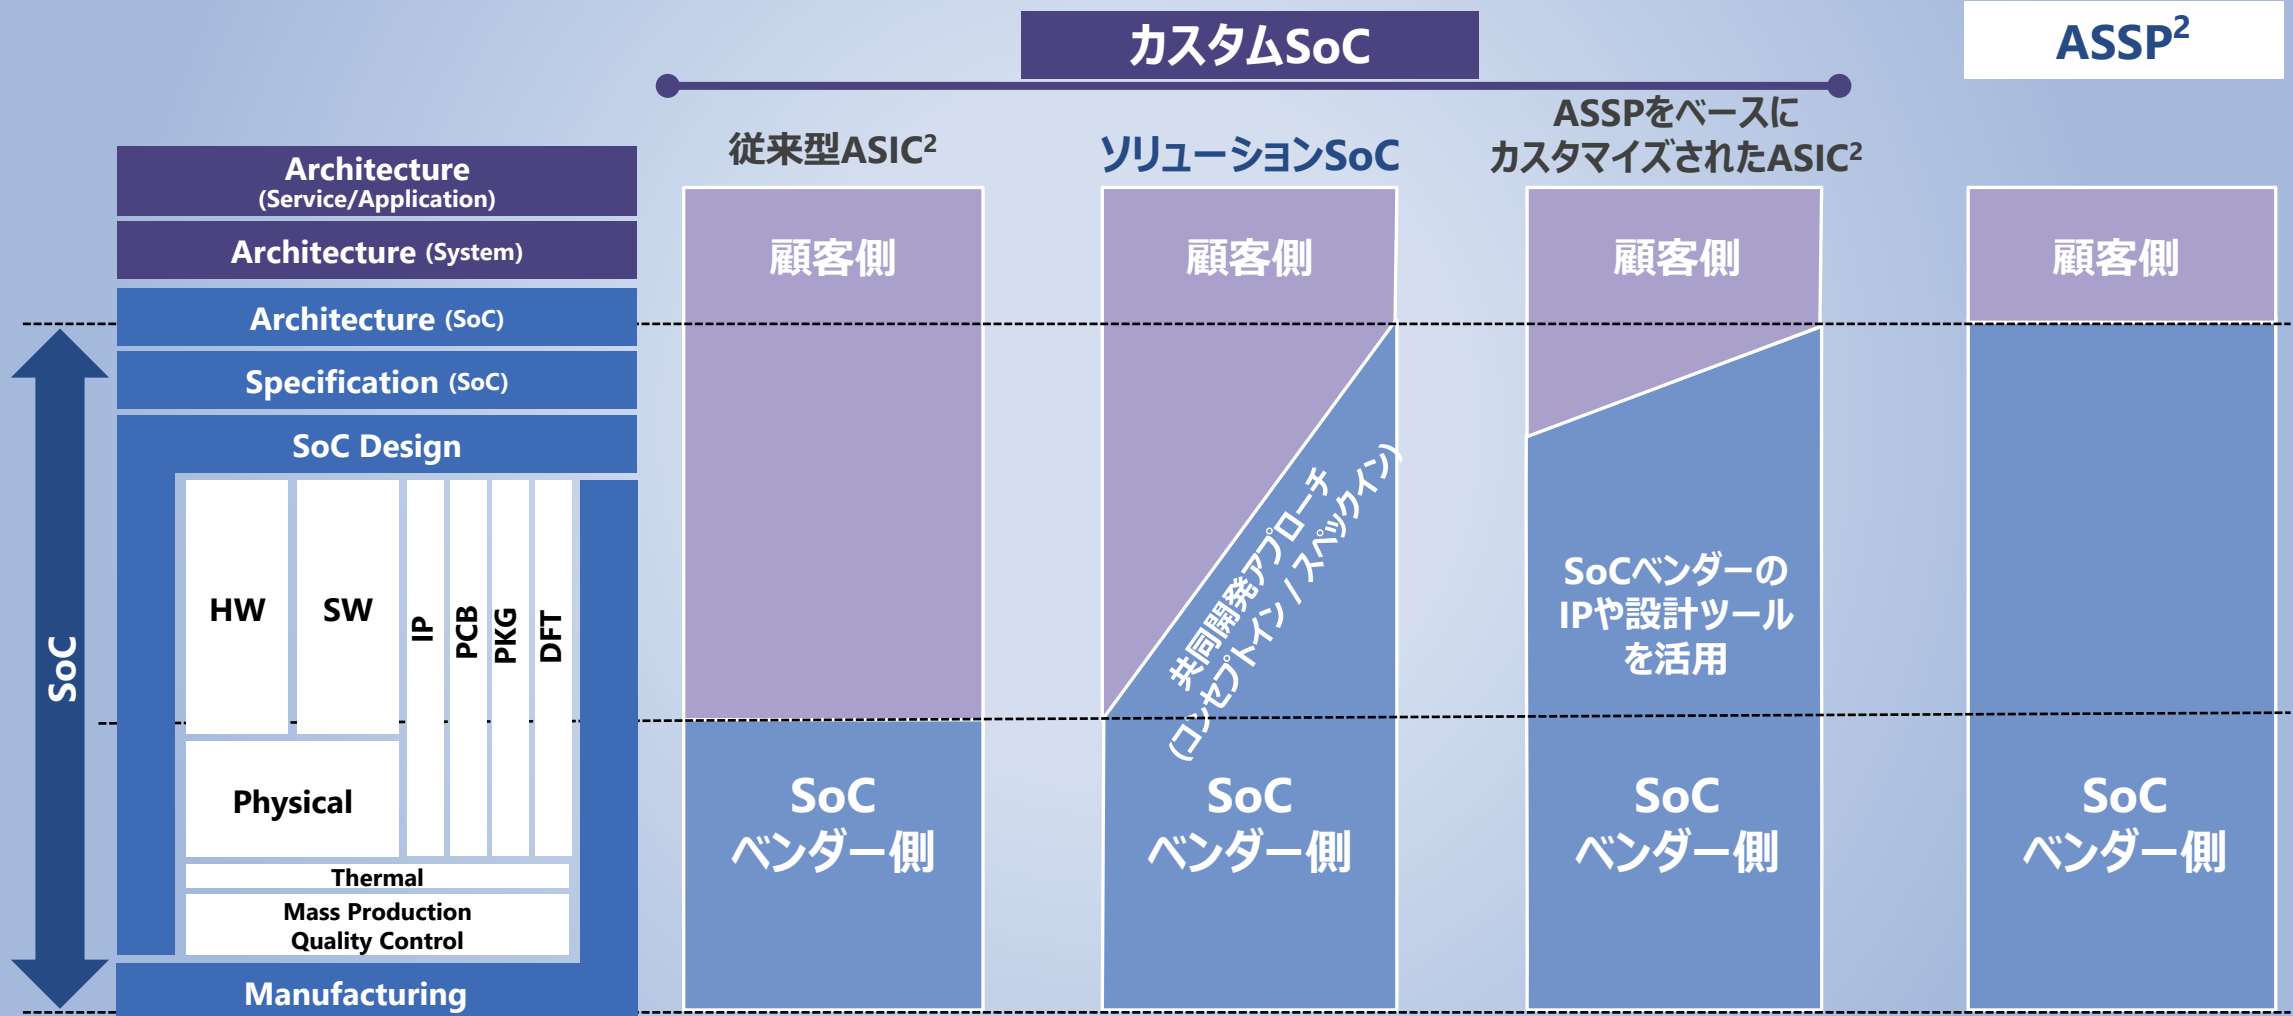 カスタムSoC
ASSP²
従来型ASIC²
ソリューションSoC
ASSPをベースに
カスタマイズされたASIC²
Architecture
(Service/Application)
Architecture (System)
Architecture (SoC)
Specification (SoC)
SoC Design
HW
SW
IP
PCB
PKG
DFT
Physical
Thermal
Mass Production
Quality Control
Manufacturing
SoC
顧客側
SoC
ベンダー側
顧客側
共同開発アプローチ
(コンセプトイン / スペックイン)
SoC
ベンダー側
顧客側
SoCベンダーの
IPや設計ツール
を活用
SoC
ベンダー側
顧客側
SoC
ベンダー側